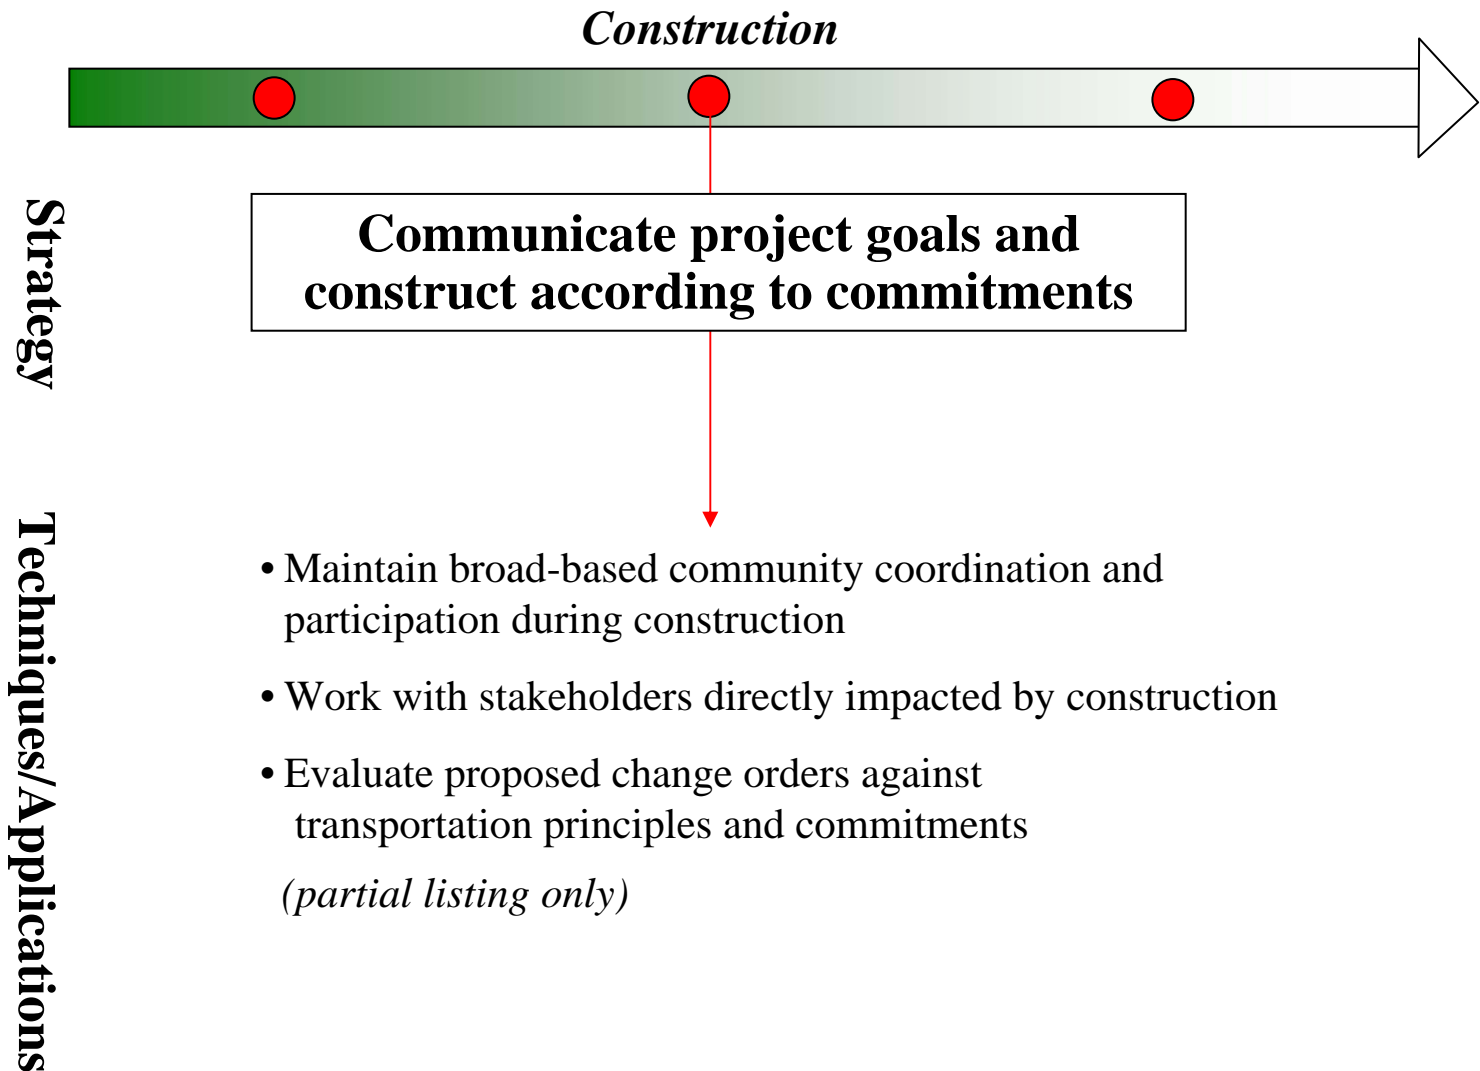 Construction
Strategy
Communicate project goals and
construct according to commitments
Techniques/Applications
• Maintain broad-based community coordination and
participation during construction
• Work with stakeholders directly impacted by construction
• Evaluate proposed change orders against
transportation principles and commitments
(partial listing only)